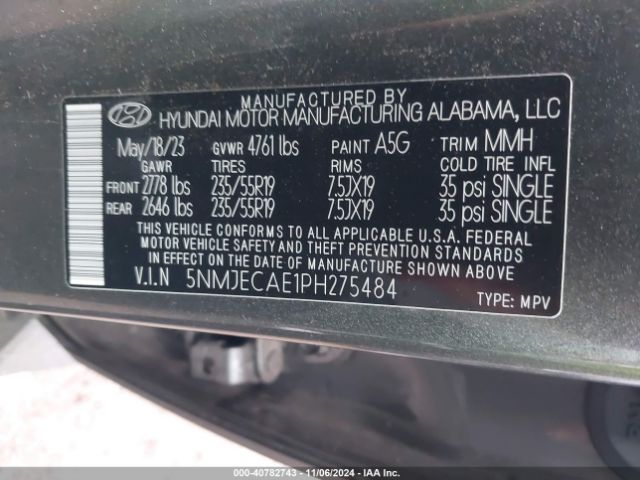 MANUFACTURED BY
HYUNDAI MOTOR MANUFACTURING ALABAMA, LLC
May/18/23 GVWR 4761 lbs PAINT A5G TRIM MMH
GAWR TIRES RIMS COLD TIRE INFL
FRONT 2778 lbs 235/55R19 7.5JX19 35 psi SINGLE
REAR 2646 lbs 235/55R19 7.5JX19 35 psi SINGLE
THIS VEHICLE CONFORMS TO ALL APPLICABLE U.S.A. FEDERAL
MOTOR VEHICLE SAFETY AND THEFT PREVENTION STANDARDS
IN EFFECT ON THE DATE OF MANUFACTURE SHOWN ABOVE.
V.I.N 5NMJECAE1PH275484
TYPE: MPV
000-40782743 - 11/06/2024 - IAA, Inc.